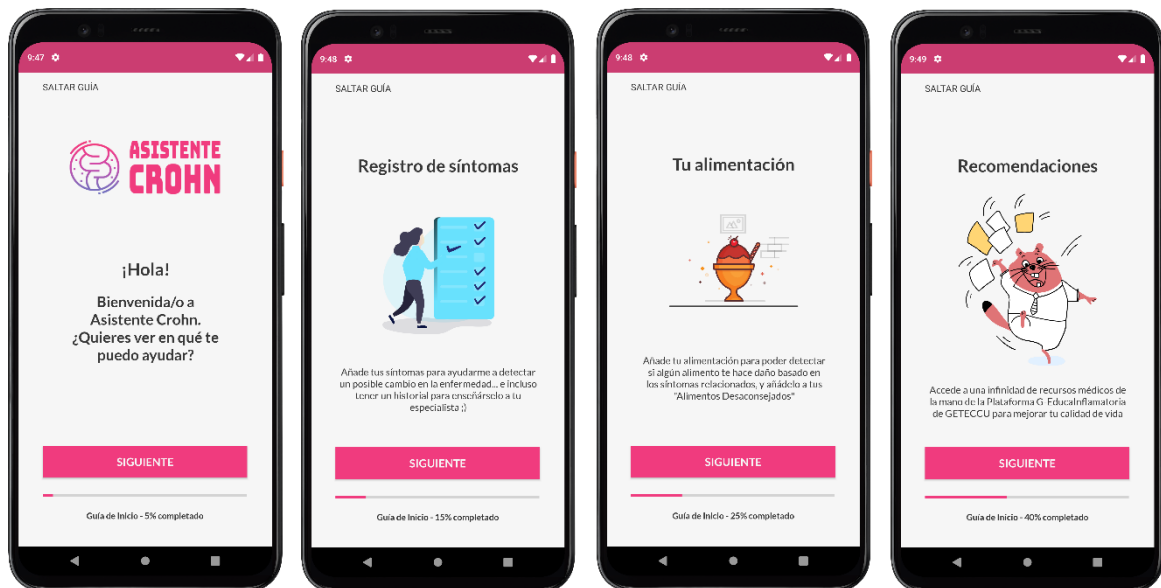 9:47
SALTAR GUÍA
ASISTENTE
CROHN
¡Hola!
Bienvenida/o a
Asistente Crohn.
¿Quieres ver en qué te
puedo ayudar?
SIGUIENTE
Guía de Inicio - 5% completado
9:48
SALTAR GUÍA
Registro de síntomas
Añade tus síntomas para ayudarme a detectar
un posible cambio en la enfermedad... e incluso
tener un historial para enseñárselo a tu
especialista ;)
SIGUIENTE
Guía de Inicio - 15% completado
9:48
SALTAR GUÍA
Tu alimentación
Añade tu alimentación para poder detectar
si algún alimento te hace daño basado en
los síntomas relacionados, y añádelo a tus
"Alimentos Desaconsejados"
SIGUIENTE
Guía de Inicio - 25% completado
9:49
SALTAR GUÍA
Recomendaciones
Accede a una infinidad de recursos médicos de
la mano de la Plataforma G-EducaInflamatoria
de GETECCU para mejorar tu calidad de vida
SIGUIENTE
Guía de Inicio - 40% completado